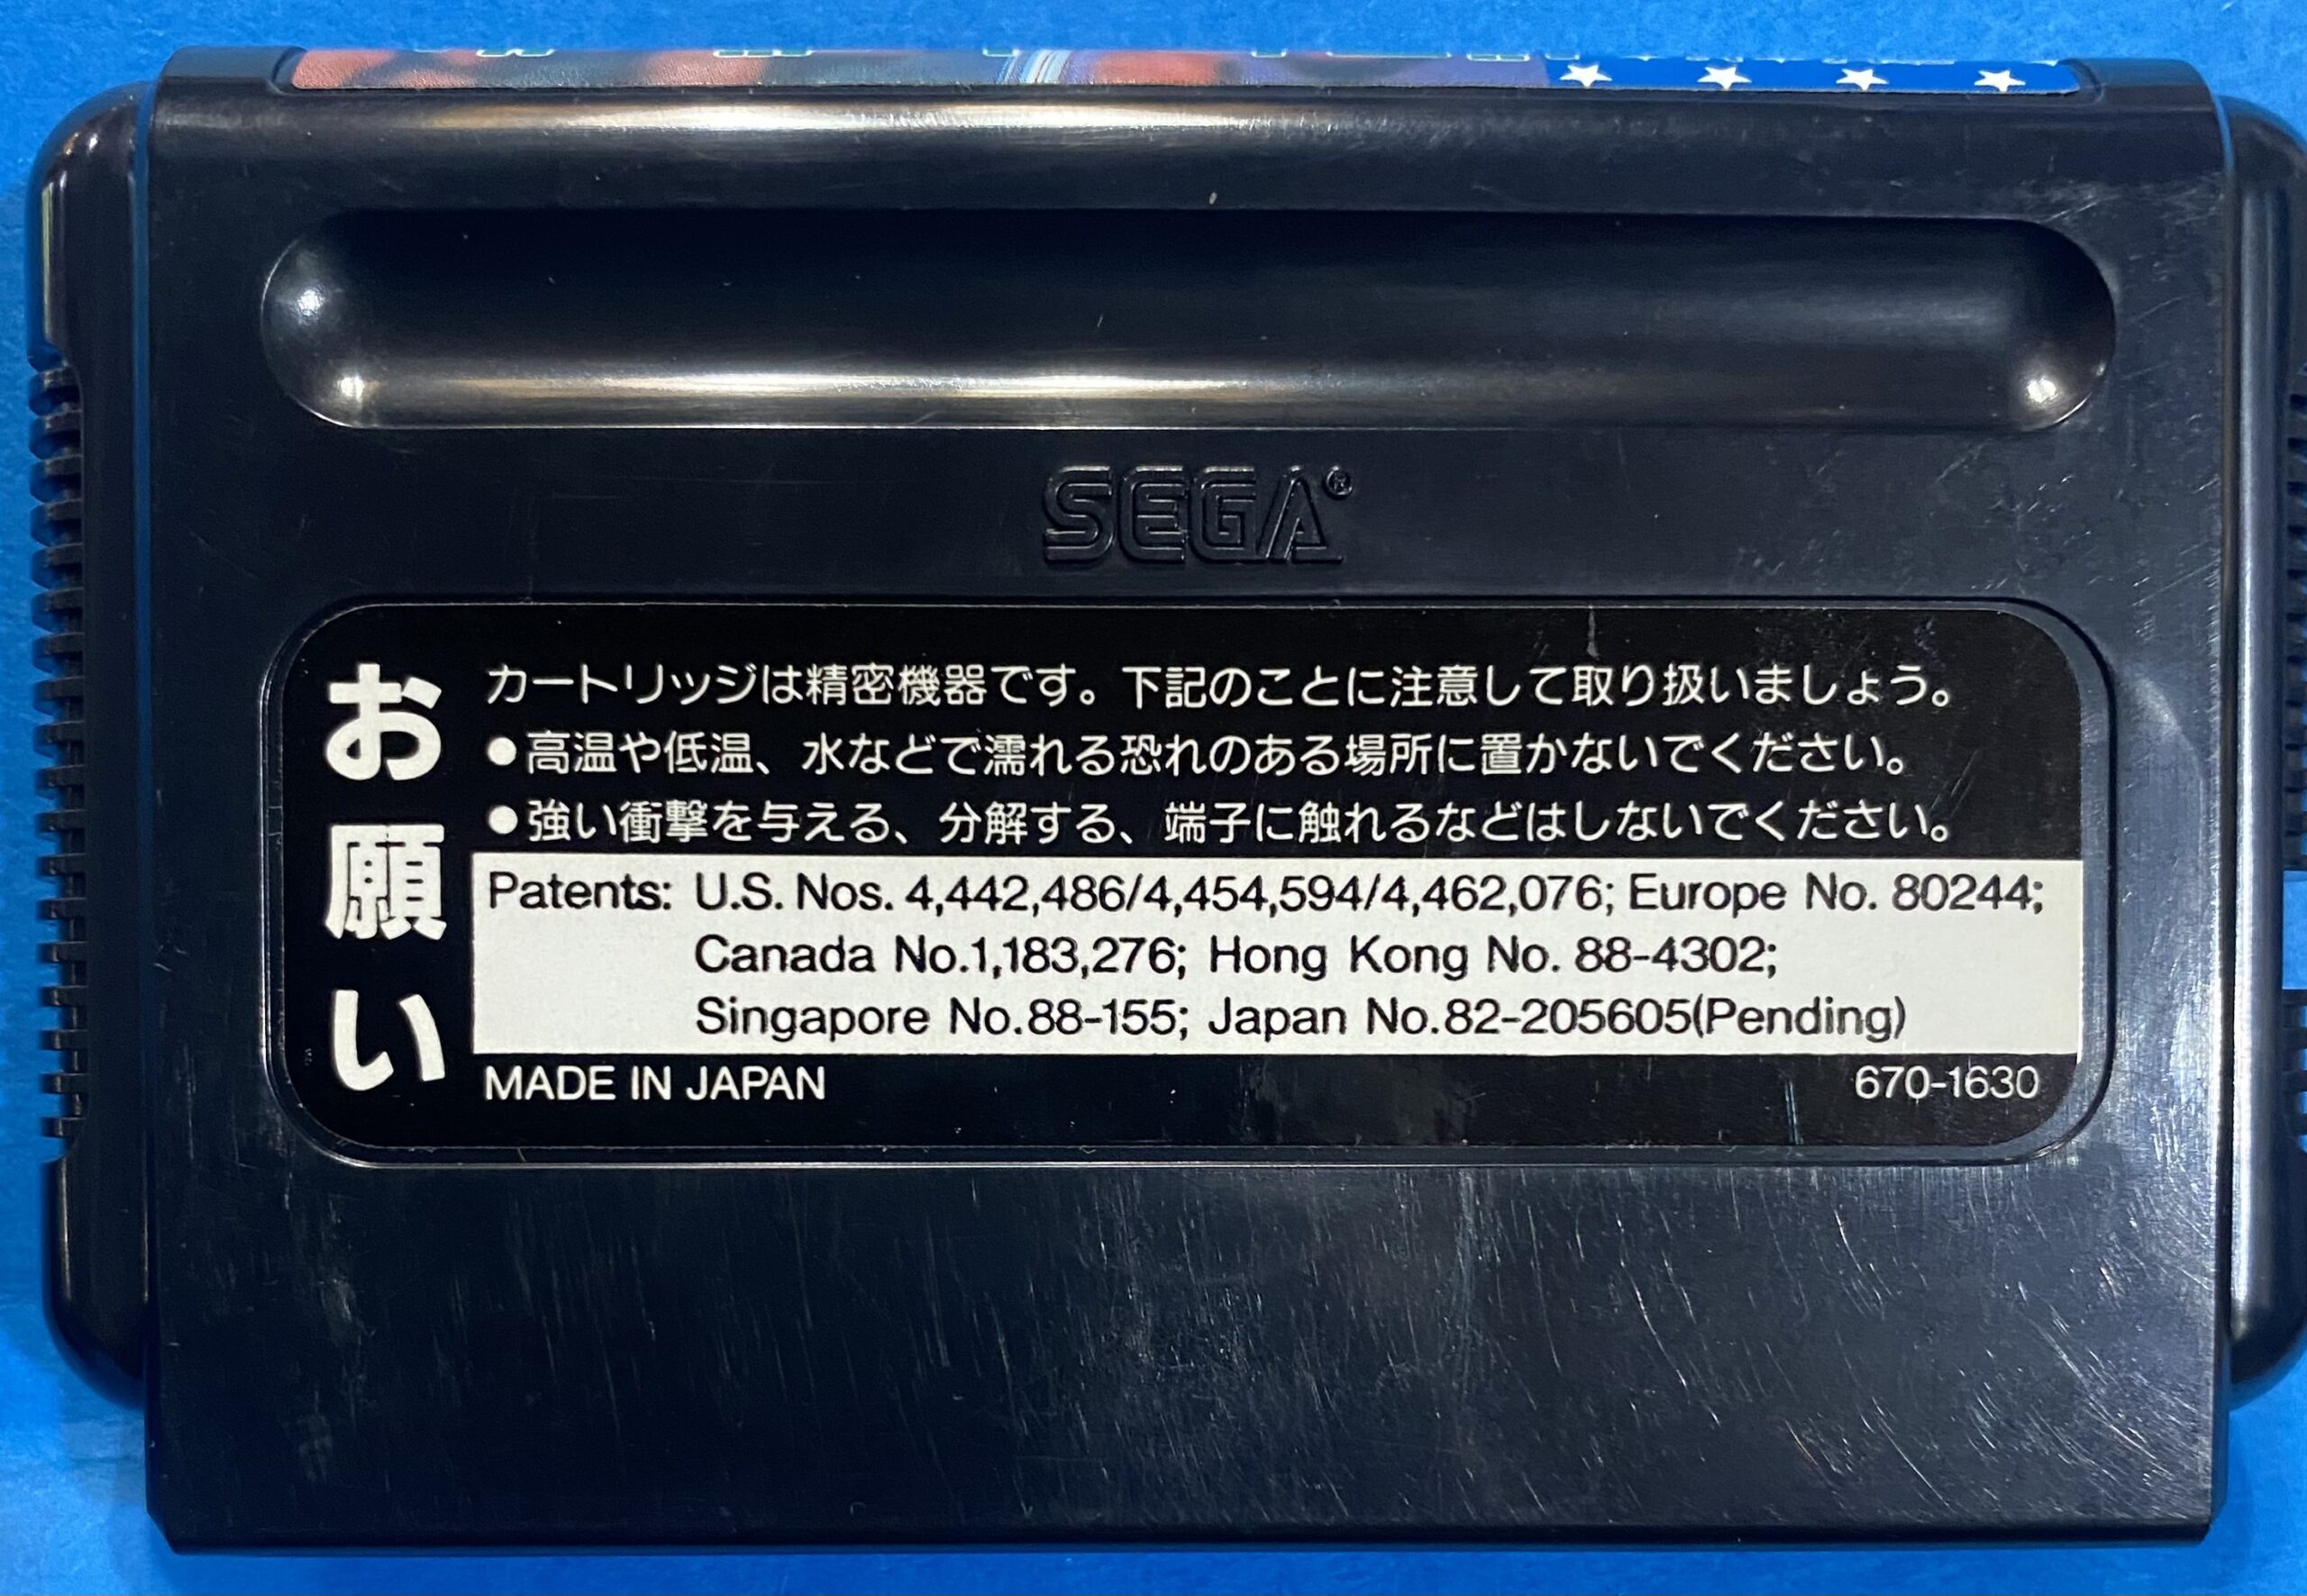 SEGA®
お願い
カートリッジは精密機器です。下記のことに注意して取り扱いましょう。
●高温や低温、水などで濡れる恐れのある場所に置かないでください。
●強い衝撃を与える、分解する、端子に触れるなどはしないでください。
Patents: U.S. Nos. 4,442,486/4,454,594/4,462,076; Europe No. 80244;
Canada No.1,183,276; Hong Kong No. 88-4302;
Singapore No.88-155; Japan No.82-205605(Pending)
MADE IN JAPAN
670-1630